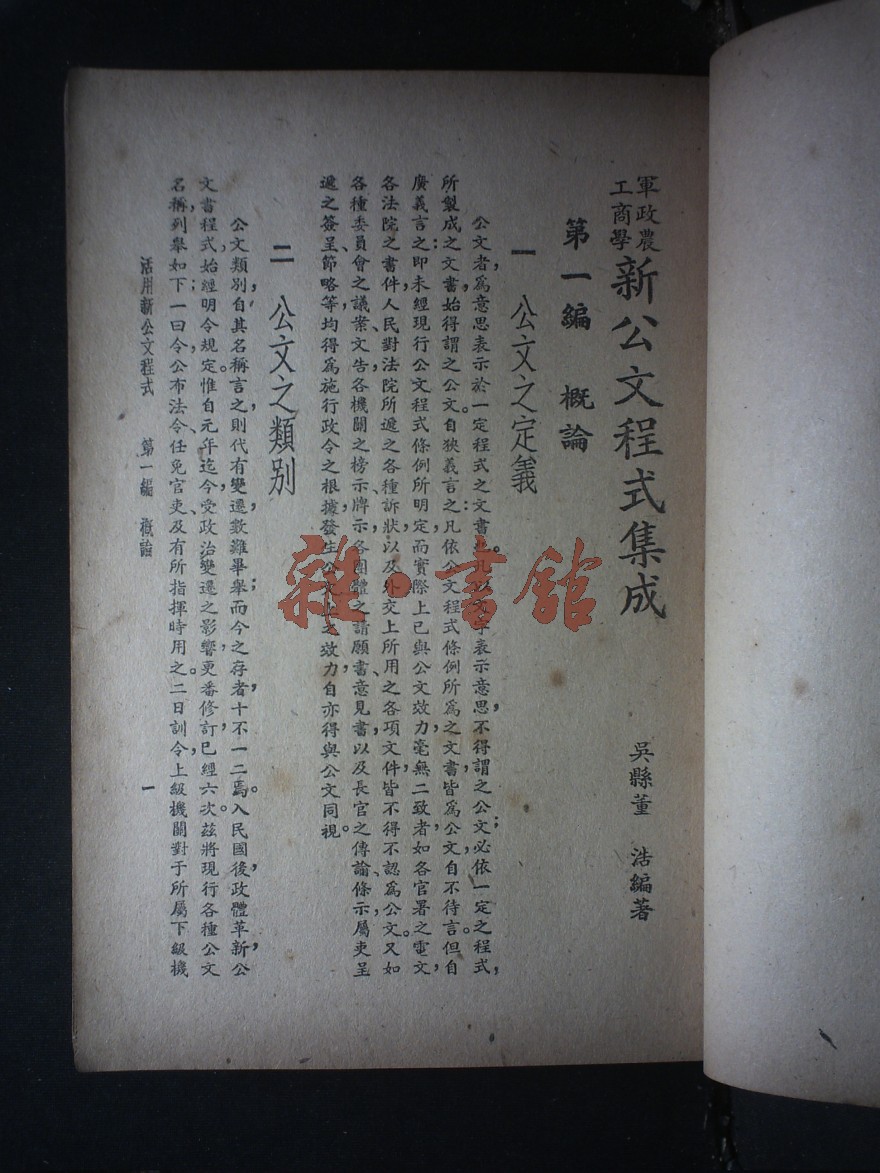 軍政農
工商學
新公文程式集成
吳縣董 浩編著
第一編 概論
一 公文之定義
公文者,爲意思表示於一定程式之文書也。凡以文字表示意思,不得謂之公文;必依一定之程式,
所製成之文書,始得謂之公文。自狹義言之:凡依公文程式條例所爲之文書,皆爲公文,自不待言;但自
廣義言之:即未經現行公文程式條例所明定,而實際上已與公文效力毫無二致者,如各官署之電文,
各法院之書件,人民對法院所遞之各種訴狀,以及外交上所用之各項文件,皆不得不認爲公文。又如
各種委員會之議案、文告、各機關之榜示、牌示、各團體之請願書、意見書,以及長官之傳諭、條示、屬吏呈
遞之簽呈、節略等,均得爲施行政令之根據,發生公文上之效力,自亦得與公文同視。
二 公文之類別
公文類別,自其名稱言之,則代有變遷,數難畢舉;而今之存者,十不一二焉。入民國後,政體革新,公
文書程式,始經明令規定。惟自元年迄今,受政治變遷之影響,更番修訂,已經六次。茲將現行各種公文
名稱,列舉如下:一曰令,公布法令、任免官吏、及有所指揮時用之。二曰訓令,上級機關對于所屬下級機
活用新公文程式 第一編 概論
一
雜·書館